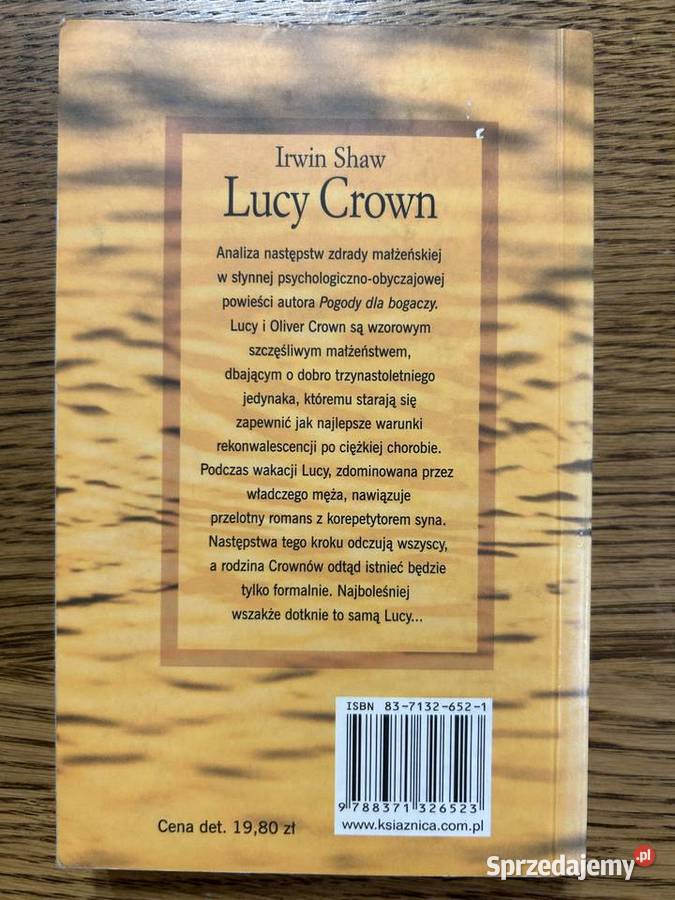 Irwin Shaw
Lucy Crown
Analiza następstw zdrady małżeńskiej
w słynnej psychologiczno-obyczajowej
powieści autora Pogody dla bogaczy.
Lucy i Oliver Crown są wzorowym
szczęśliwym małżeństwem,
dbającym o dobro trzynastoletniego
jedynaka, któremu starają się
zapewnić jak najlepsze warunki
rekonwalescencji po ciężkiej chorobie.
Podczas wakacji Lucy, zdominowana przez
władczego męża, nawiązuje
przelotny romans z korepetytorem syna.
Następstwa tego kroku odczują wszyscy,
a rodzina Crownów odtąd istnieć będzie
tylko formalnie. Najboleśniej
wszakże dotknie to samą Lucy...
ISBN 83-7132-652-1
9 788371 326523
www.ksiaznica.com.pl
Cena det. 19,80 zł
Sprzedajemy.pl